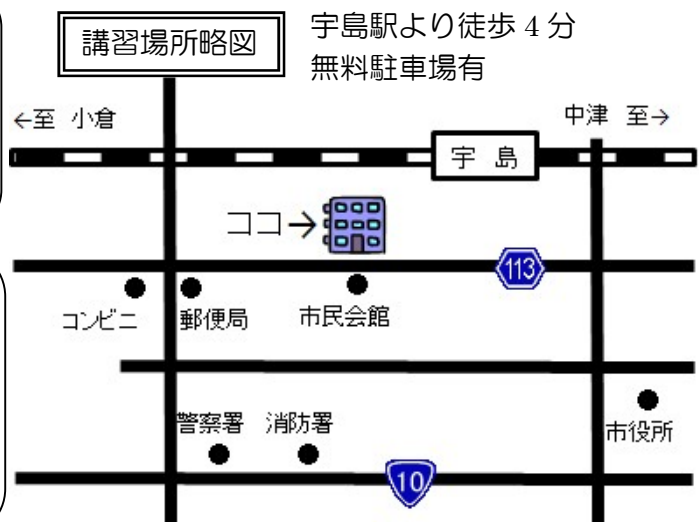 講習場所略図
宇島駅より徒歩4分
無料駐車場有
←至 小倉
中津 至→
宇 島
ココ→
113
コンビニ
郵便局
市民会館
警察署
消防署
市役所
10